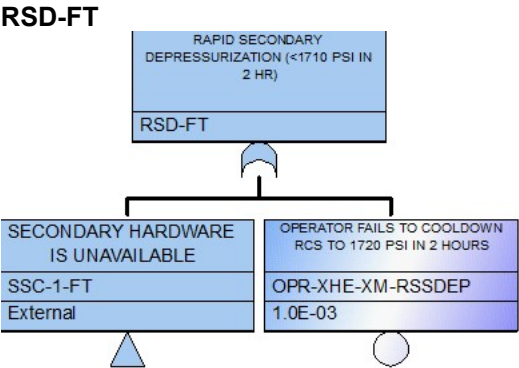 RSD-FT
RAPID SECONDARY
DEPRESSURIZATION (<1710 PSI IN
2 HR)
RSD-FT
SECONDARY HARDWARE
IS UNAVAILABLE
SSC-1-FT
External
OPERATOR FAILS TO COOLDOWN
RCS TO 1720 PSI IN 2 HOURS
OPR-XHE-XM-RSSDEP
1.0E-03